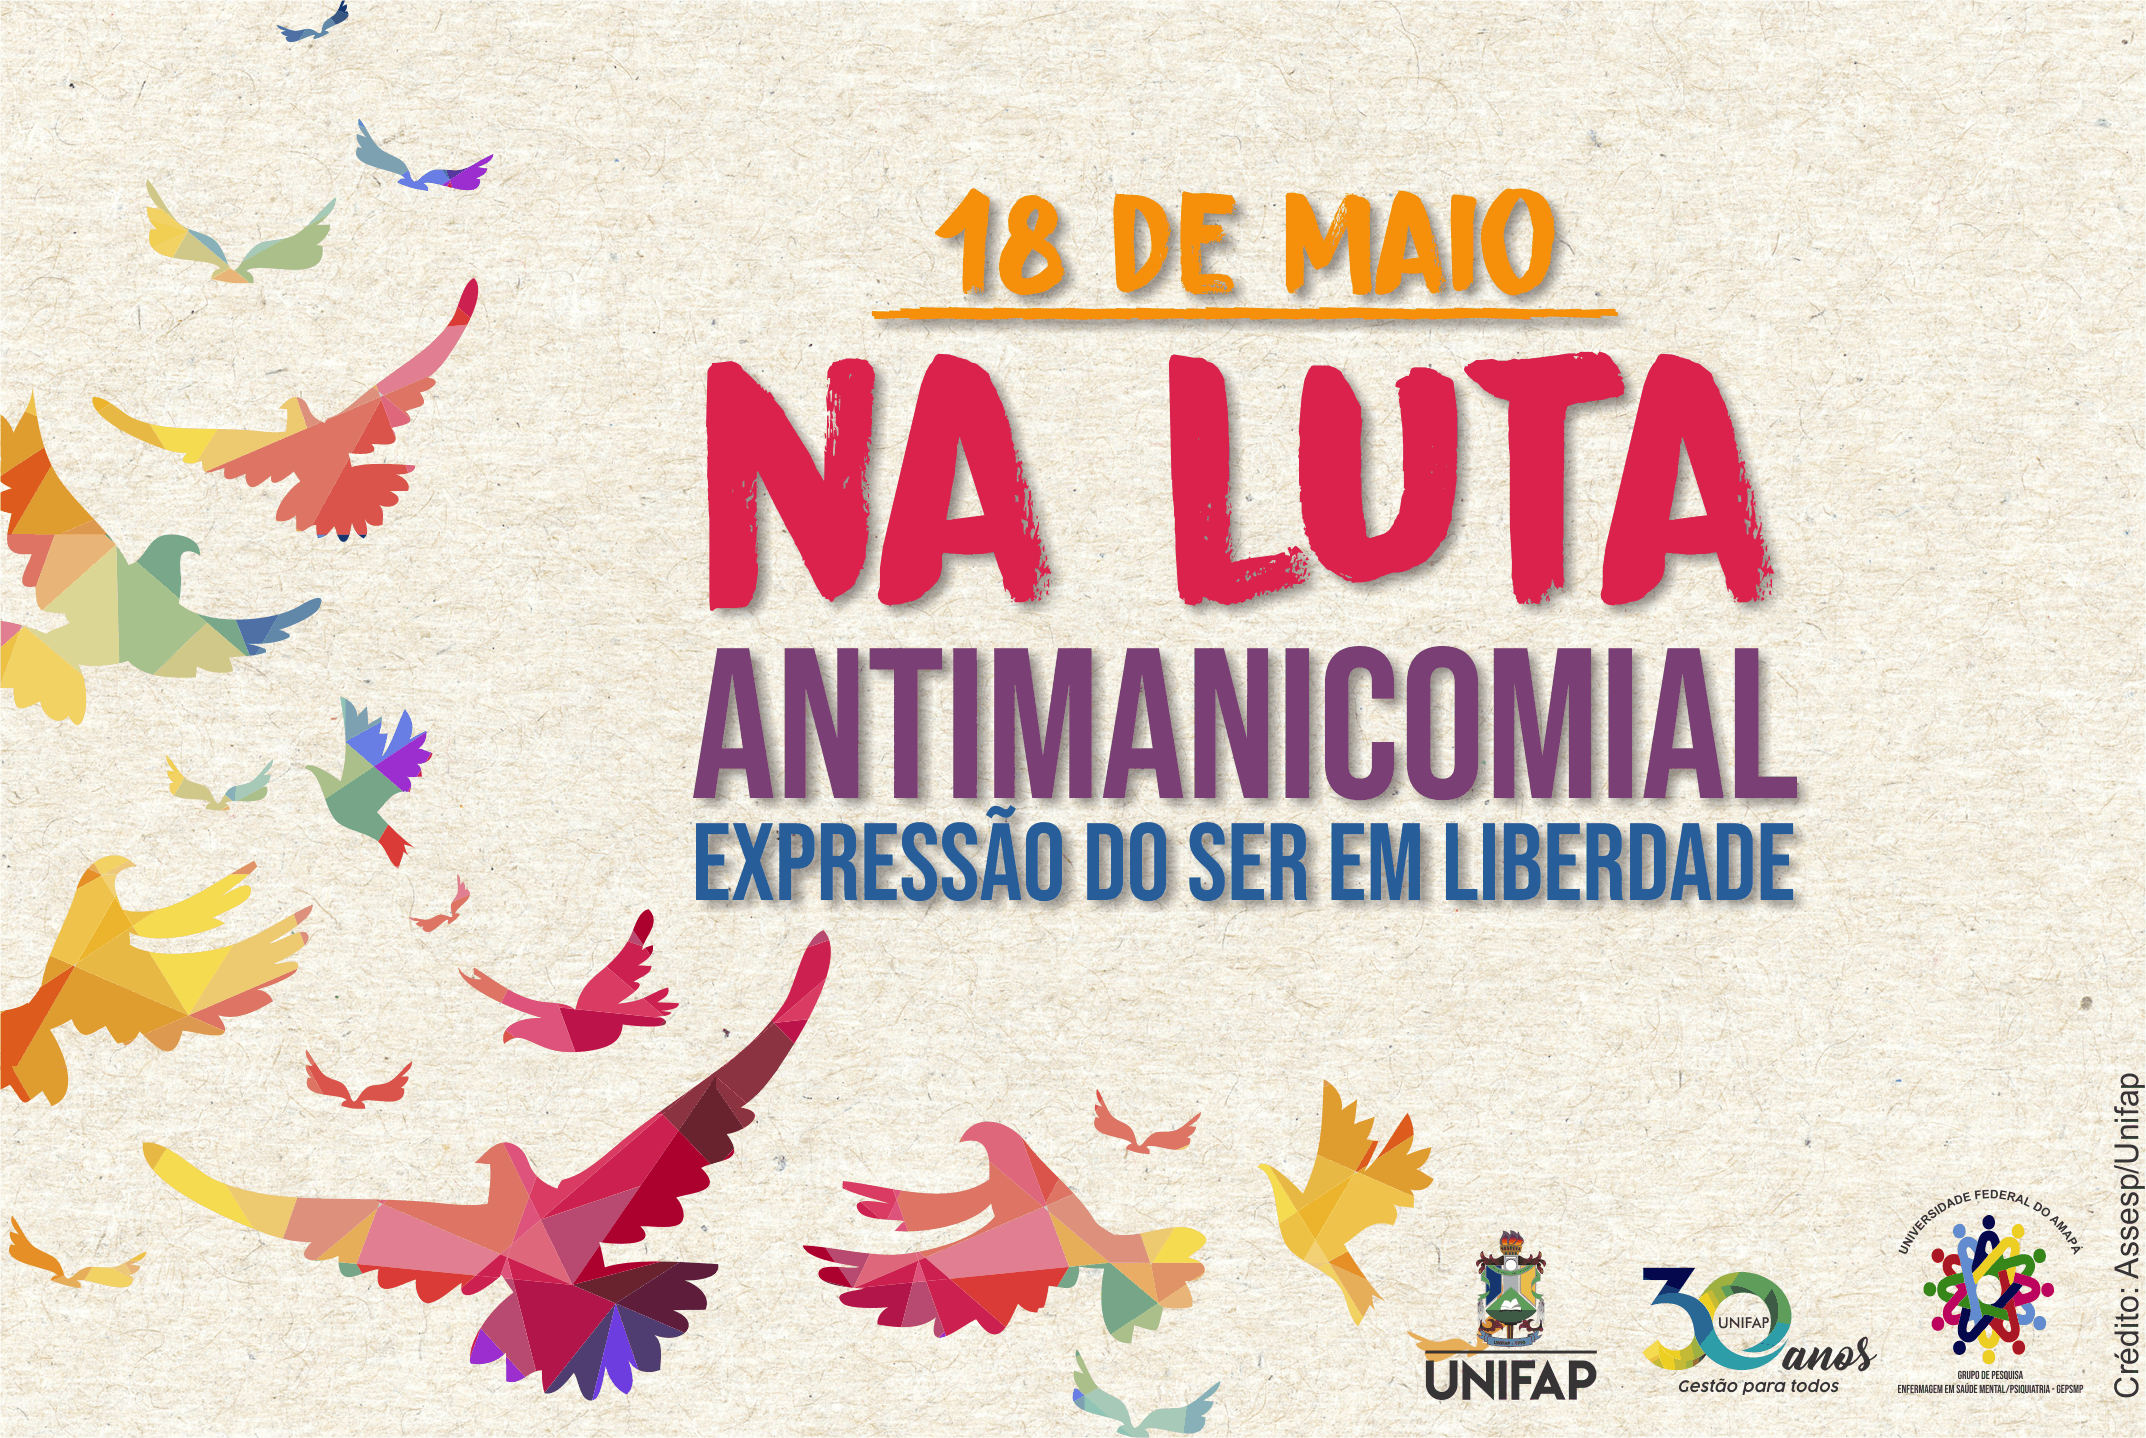 18 DE MAIO
NA LUTA
ANTIMANICOMIAL
EXPRESSÃO DO SER EM LIBERDADE
UNIFAP
30 UNIFAP anos
Gestão para todos
UNIVERSIDADE FEDERAL DO AMAPÁ
GRUPO DE PESQUISA
ENFERMAGEM EM SAÚDE MENTAL/PSIQUIATRIA - GEPSMP
Crédito: Assesp/Unifap